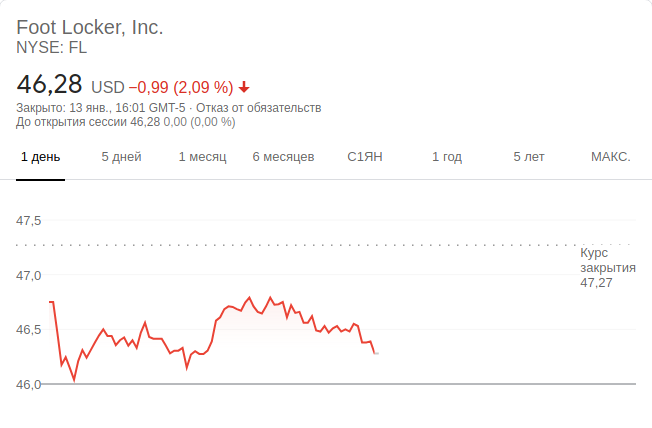 Foot Locker, Inc.
NYSE: FL
46,28 USD −0,99 (2,09 %)
Закрыто: 13 янв., 16:01 GMT-5 · Отказ от обязательств
До открытия сессии 46,28 0,00 (0,00 %)
1 день 5 дней 1 месяц 6 месяцев С1ЯН 1 год 5 лет МАКС.
47,5
Курс
закрытия
47,27
47,0
46,5
46,0